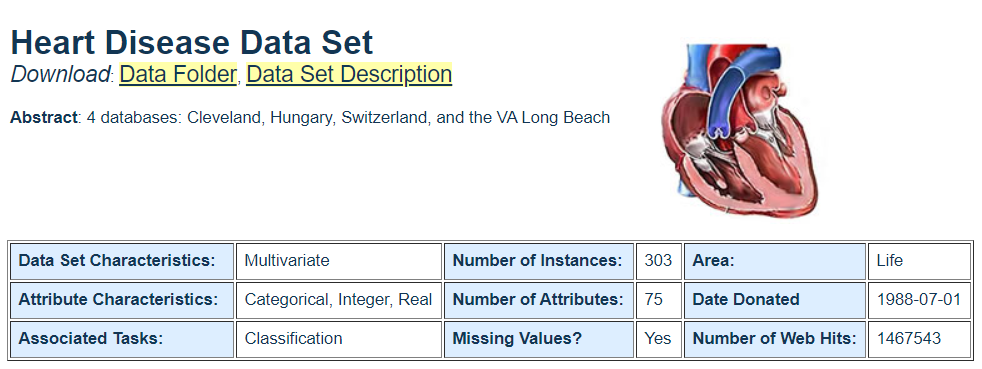 Heart Disease Data Set
Download: Data Folder, Data Set Description
Abstract: 4 databases: Cleveland, Hungary, Switzerland, and the VA Long Beach
Data Set Characteristics: Multivariate Number of Instances: 303 Area: Life
Attribute Characteristics: Categorical, Integer, Real Number of Attributes: 75 Date Donated 1988-07-01
Associated Tasks: Classification Missing Values? Yes Number of Web Hits: 1467543